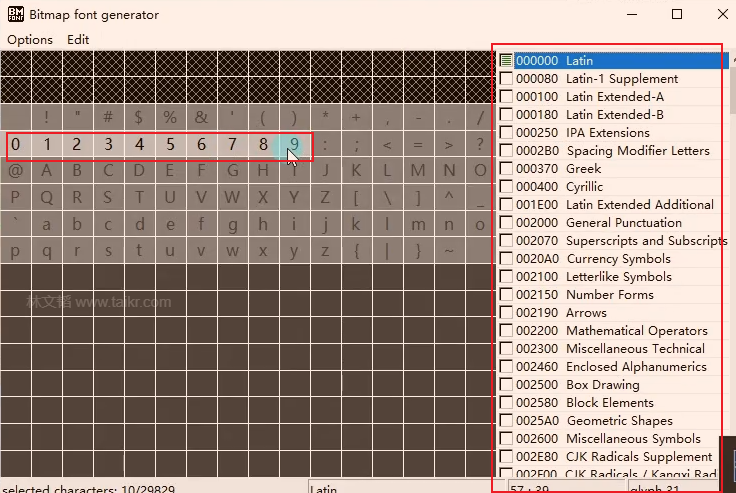 BM FONT Bitmap font generator
Options Edit
! " # $ % & ' ( ) * + , - . /
0 1 2 3 4 5 6 7 8 9 : ; < = > ?
@ A B C D E F G H I J K L M N O
P Q R S T U V W X Y Z [ \ ] ^ _
` a b c d e f g h i j k l m n o
p q r s t u v w x y z { | } ~
林文韬 www.taikr.com
000000 Latin
000080 Latin-1 Supplement
000100 Latin Extended-A
000180 Latin Extended-B
000250 IPA Extensions
0002B0 Spacing Modifier Letters
000370 Greek
000400 Cyrillic
001E00 Latin Extended Additional
002000 General Punctuation
002070 Superscripts and Subscripts
0020A0 Currency Symbols
002100 Letterlike Symbols
002150 Number Forms
002190 Arrows
002200 Mathematical Operators
002300 Miscellaneous Technical
002460 Enclosed Alphanumerics
002500 Box Drawing
002580 Block Elements
0025A0 Geometric Shapes
002600 Miscellaneous Symbols
002E80 CJK Radicals Supplement
002F00 CJK Radicals / Kangxi Rad
selected characters: 10/29829 Latin 57 : 39 glyph 31